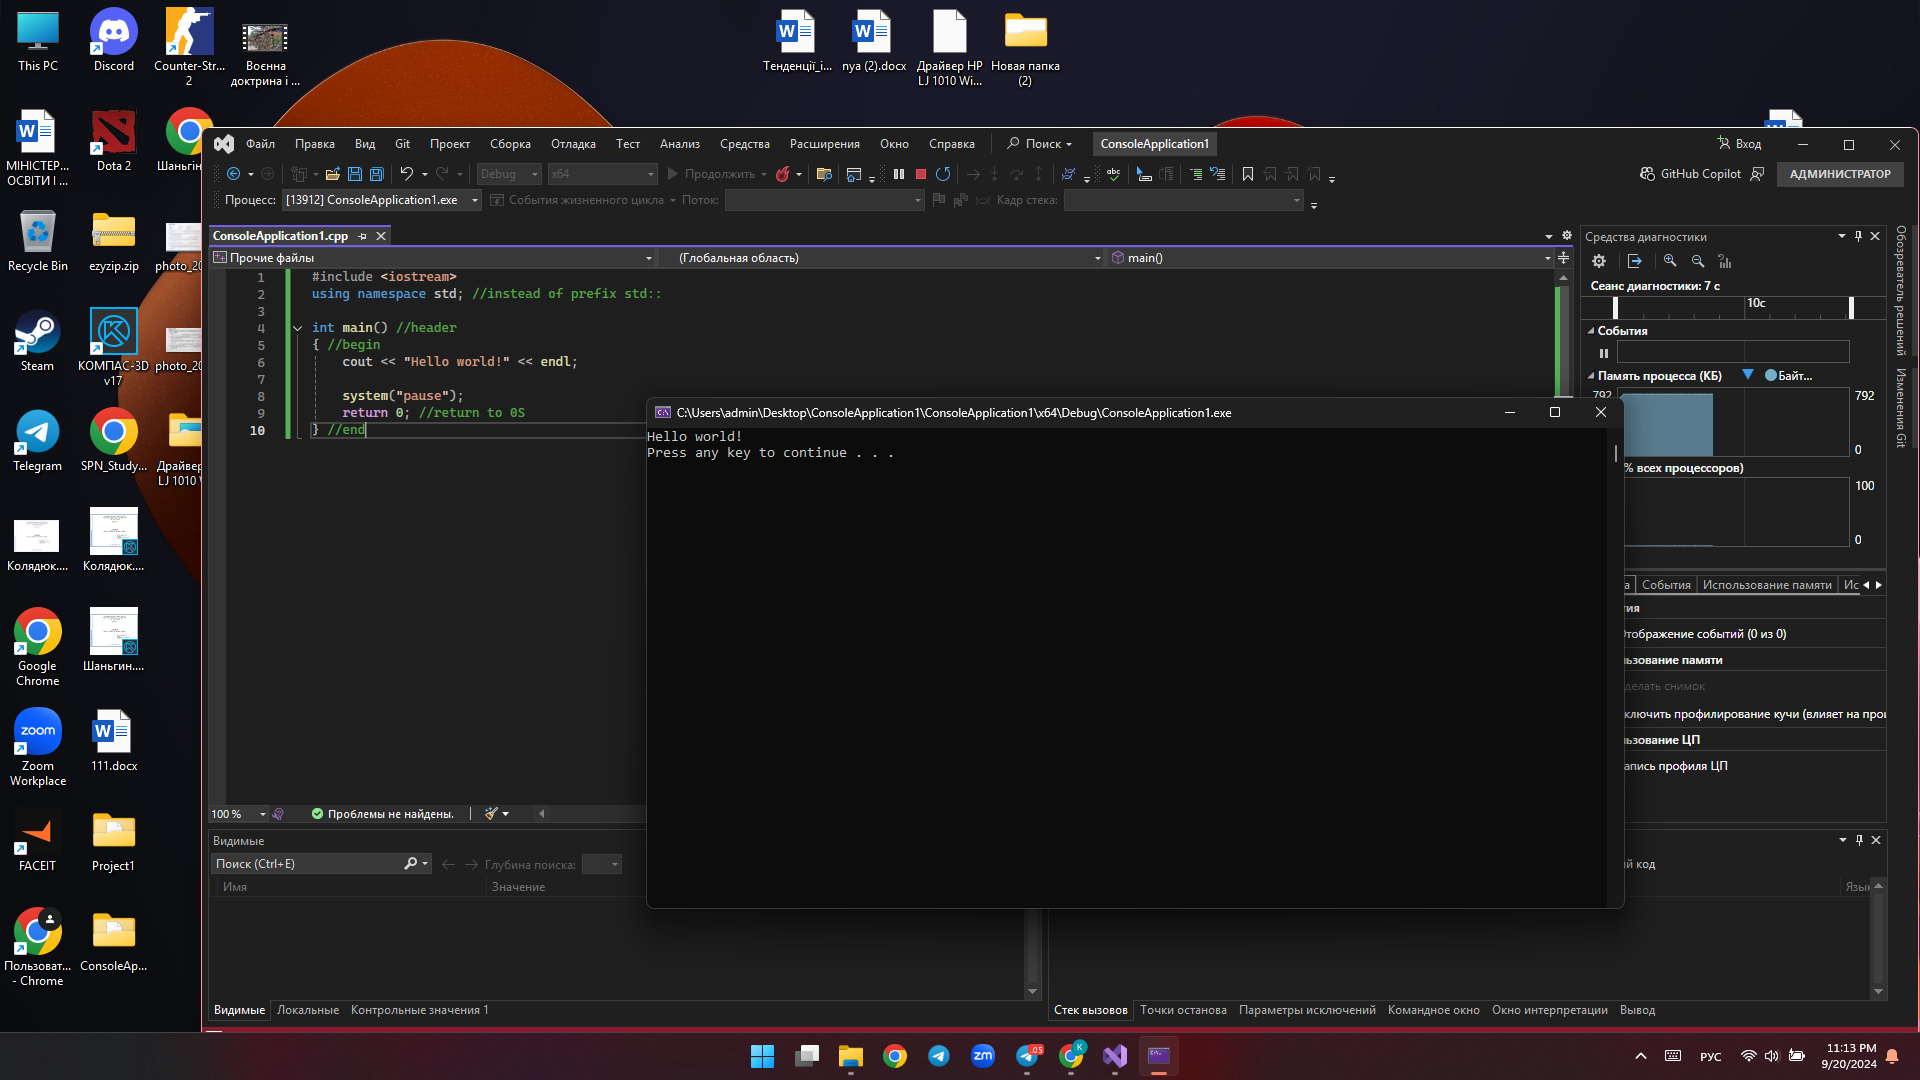 This PC
Discord
Counter-Str... 2
Воєнна доктрина і ...
Тенденції_і...
nya (2).docx
Драйвер HP LJ 1010 Wi...
Новая папка (2)
МІНІСТЕР... ОСВІТИ І ...
Dota 2
Recycle Bin
ezyzip.zip
Steam
КОМПАС-3D v17
Telegram
SPN_Study...
Колядюк....
Колядюк....
Google Chrome
Шаньгин....
Zoom Workplace
111.docx
FACEIT
Project1
Пользоват... - Chrome
ConsoleAp...
Файл Правка Вид Git Проект Сборка Отладка Тест Анализ Средства Расширения Окно Справка Поиск ConsoleApplication1 Вход
Debug x64 Продолжить GitHub Copilot АДМИНИСТРАТОР
Процесс: [13912] ConsoleApplication1.exe События жизненного цикла Поток: Кадр стека:
ConsoleApplication1.cpp
Прочие файлы (Глобальная область) main()
1 #include <iostream>
2 using namespace std; //instead of prefix std::
3
4 int main() //header
5 { //begin
6 cout << "Hello world!" << endl;
7
8 system("pause");
9 return 0; //return to 0S
10 } //end
100 % Проблемы не найдены.
C:\Users\admin\Desktop\ConsoleApplication1\ConsoleApplication1\x64\Debug\ConsoleApplication1.exe
Hello world!
Press any key to continue . . .
Средства диагностики
Сеанс диагностики: 7 с
10с
События
Память процесса (КБ) Байт...
792 792
0
% всех процессоров)
100
0
События Использование памяти Ис
тображение событий (0 из 0)
ьзование памяти
делать снимок
ключить профилирование кучи (влияет на прои
ьзование ЦП
апись профиля ЦП
Обозреватель решений
Изменения Git
Видимые
Поиск (Ctrl+E) Глубина поиска:
Имя Значение
й код
Язык
Видимые Локальные Контрольные значения 1
Стек вызовов Точки останова Параметры исключений Командное окно Окно интерпретации Вывод
РУС
11:13 PM
9/20/2024